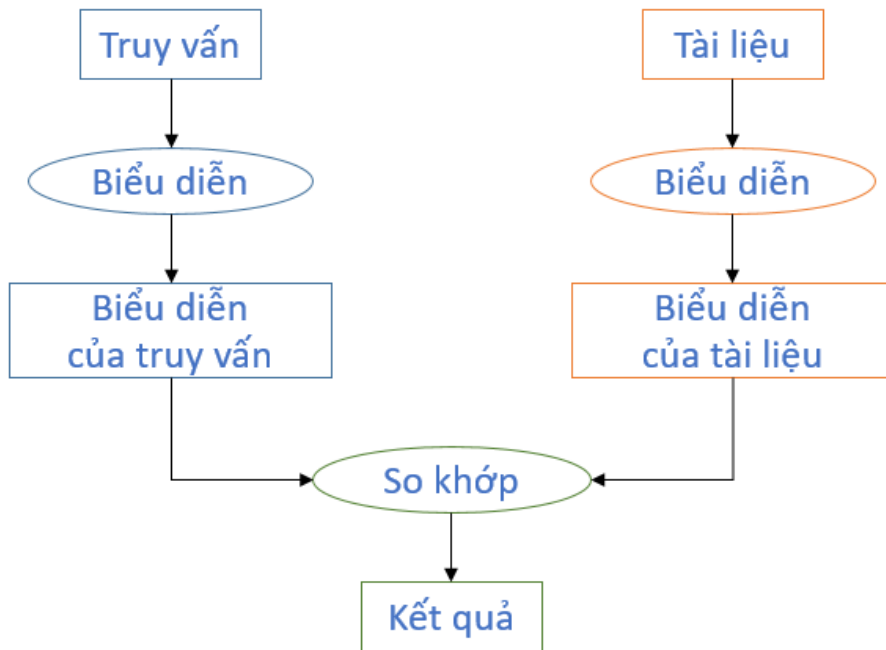 Truy vấn
Tài liệu
Biểu diễn
Biểu diễn
Biểu diễn
của truy vấn
Biểu diễn
của tài liệu
So khớp
Kết quả